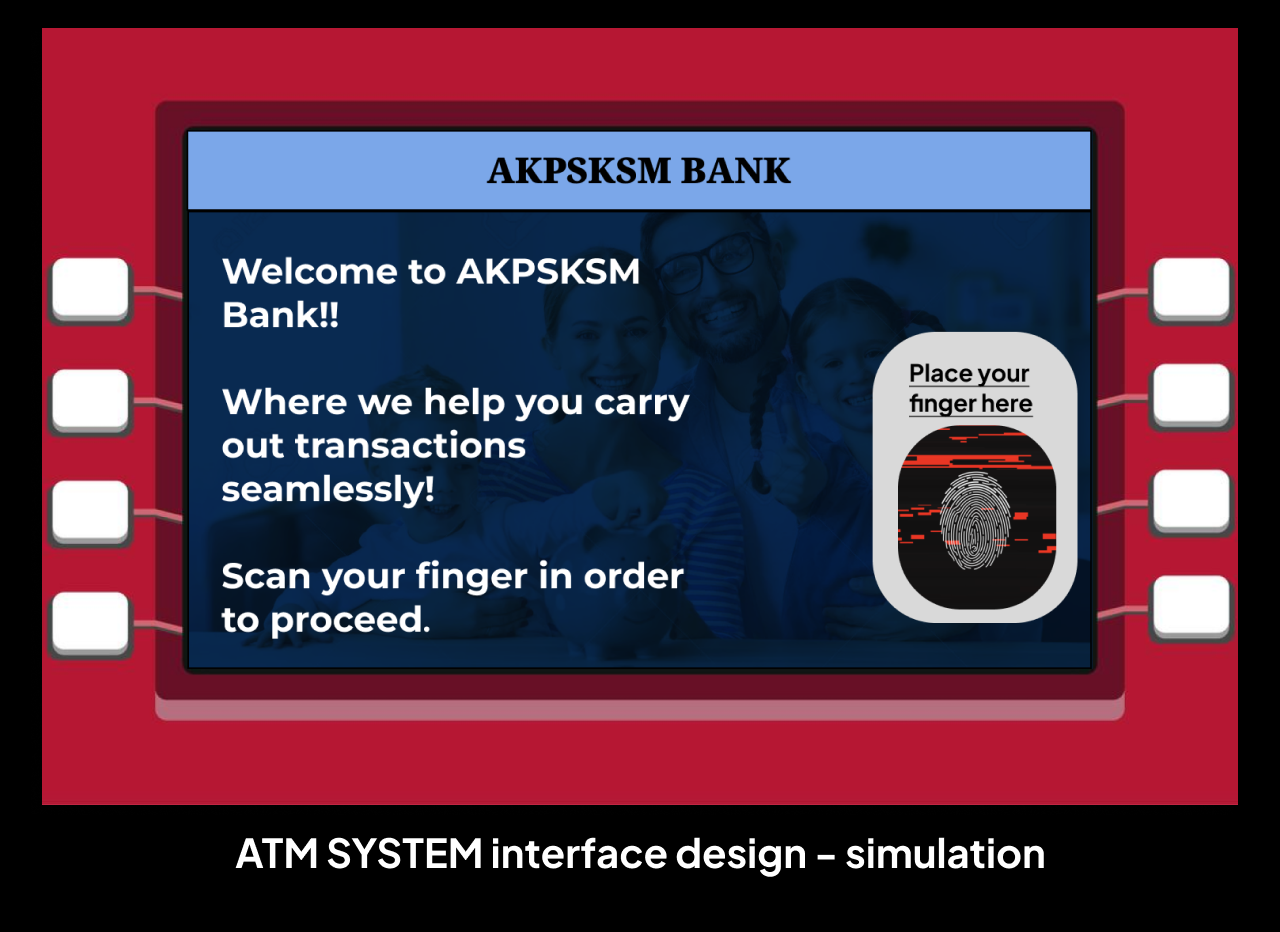 AKPSKSM BANK
Welcome to AKPSKSM
Bank!!
Where we help you carry
out transactions
seamlessly!
Scan your finger in order
to proceed.
Place your
finger here
ATM SYSTEM interface design – simulation